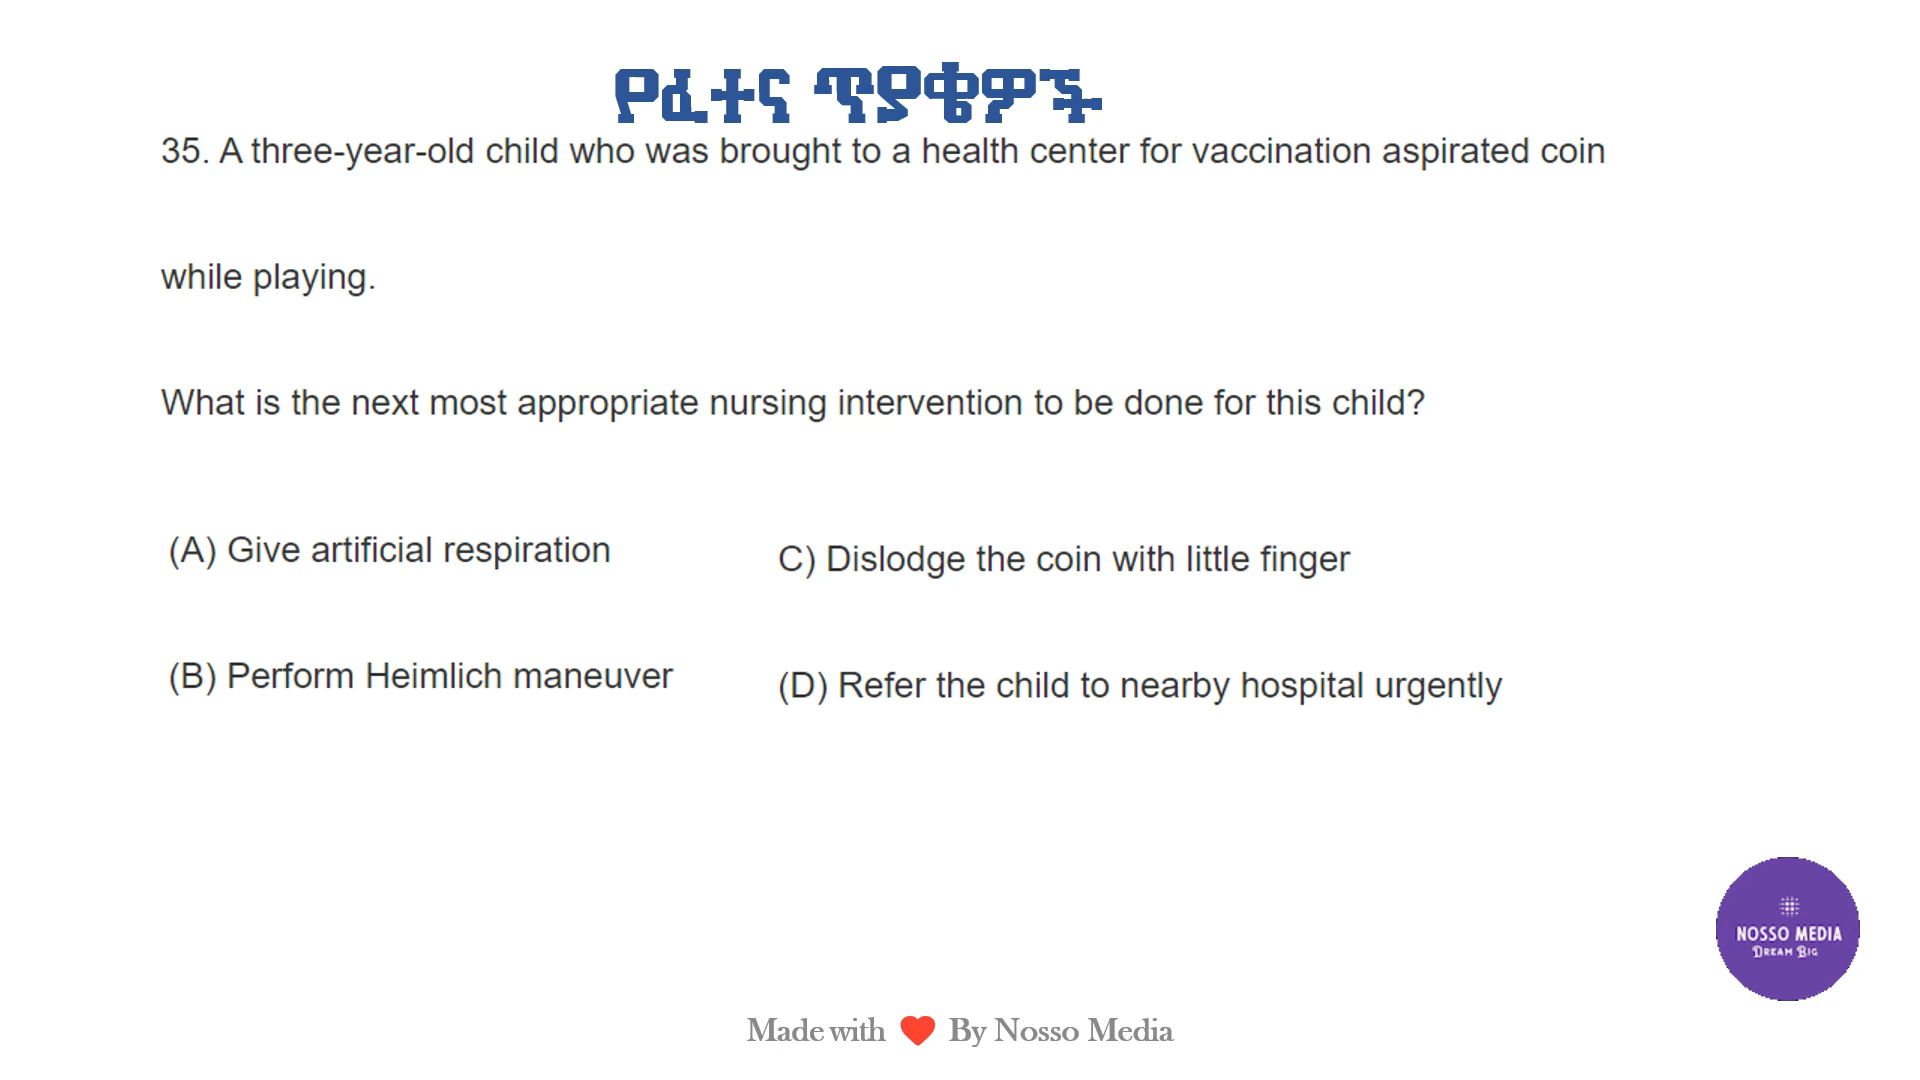 የፈተና ጥያቄዎች
35. A three-year-old child who was brought to a health center for vaccination aspirated coin
while playing.
What is the next most appropriate nursing intervention to be done for this child?
(A) Give artificial respiration
C) Dislodge the coin with little finger
(B) Perform Heimlich maneuver
(D) Refer the child to nearby hospital urgently
NOSSO MEDIA
DREAM BIG
Made with ❤ By Nosso Media